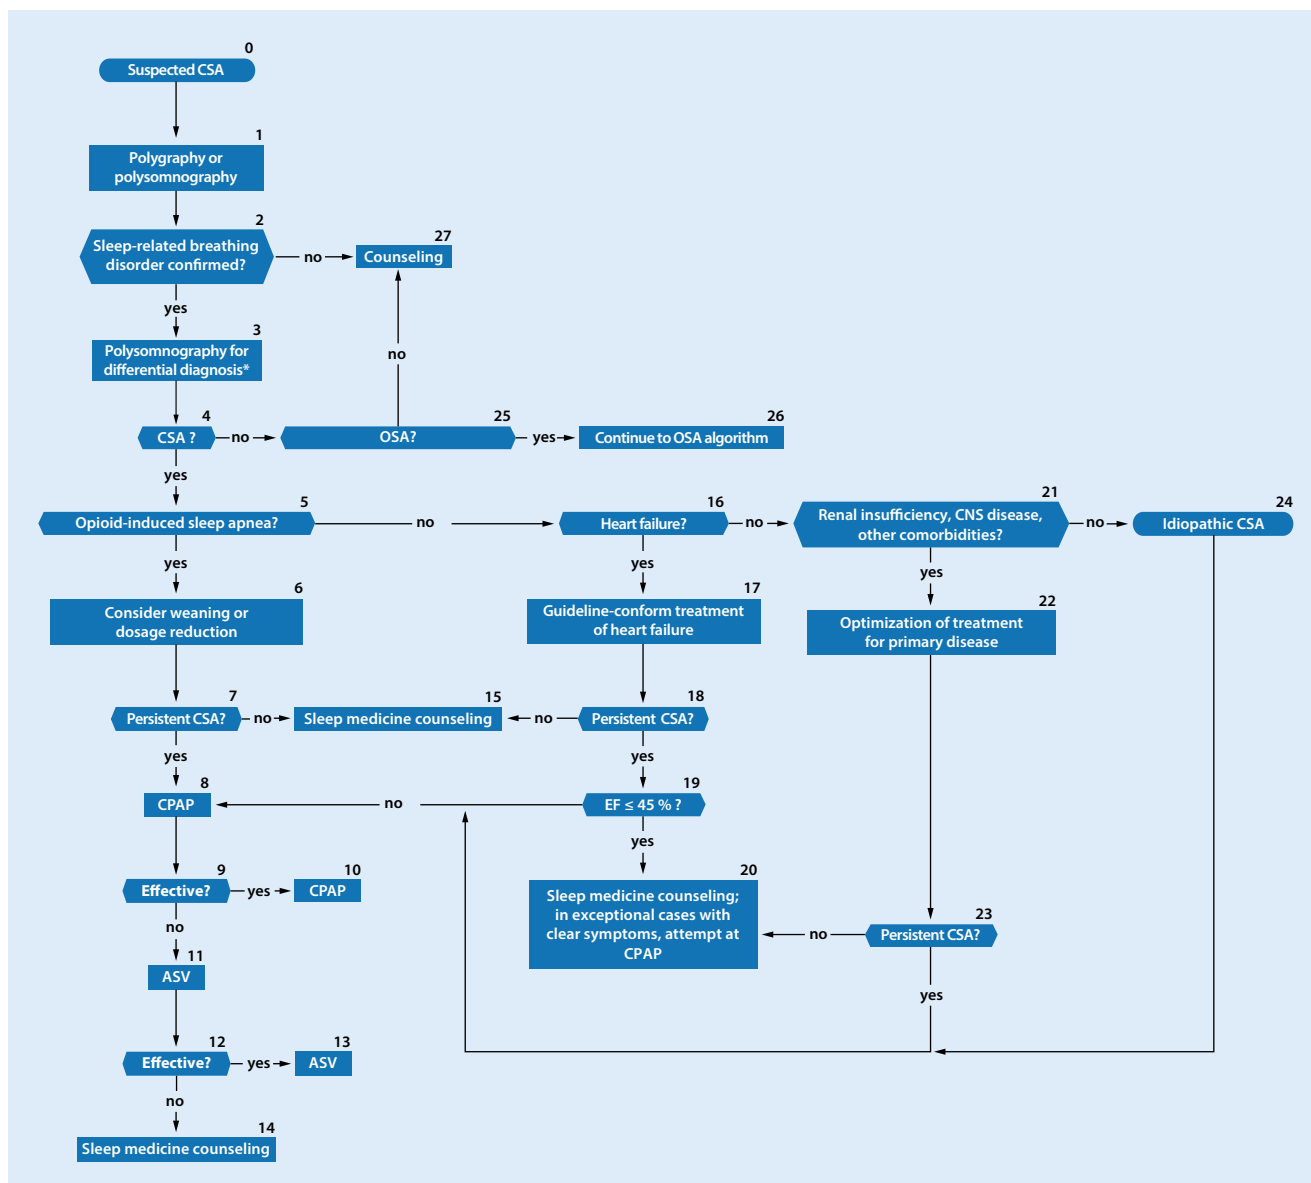 0
Suspected CSA
1
Polygraphy or
polysomnography
2
Sleep-related breathing
disorder confirmed?
no
27
Counseling
yes
3
Polysomnography for
differential diagnosis*
no
4
CSA ?
no
25
OSA?
yes
26
Continue to OSA algorithm
yes
5
Opioid-induced sleep apnea?
no
16
Heart failure?
no
21
Renal insufficiency, CNS disease,
other comorbidities?
no
24
Idiopathic CSA
yes
yes
yes
6
Consider weaning or
dosage reduction
17
Guideline-conform treatment
of heart failure
22
Optimization of treatment
for primary disease
7
Persistent CSA?
no
15
Sleep medicine counseling
no
18
Persistent CSA?
yes
yes
8
CPAP
no
19
EF ≤ 45 % ?
yes
9
Effective?
yes
10
CPAP
20
Sleep medicine counseling;
in exceptional cases with
clear symptoms, attempt at
CPAP
no
23
Persistent CSA?
no
11
ASV
yes
12
Effective?
yes
13
ASV
no
14
Sleep medicine counseling